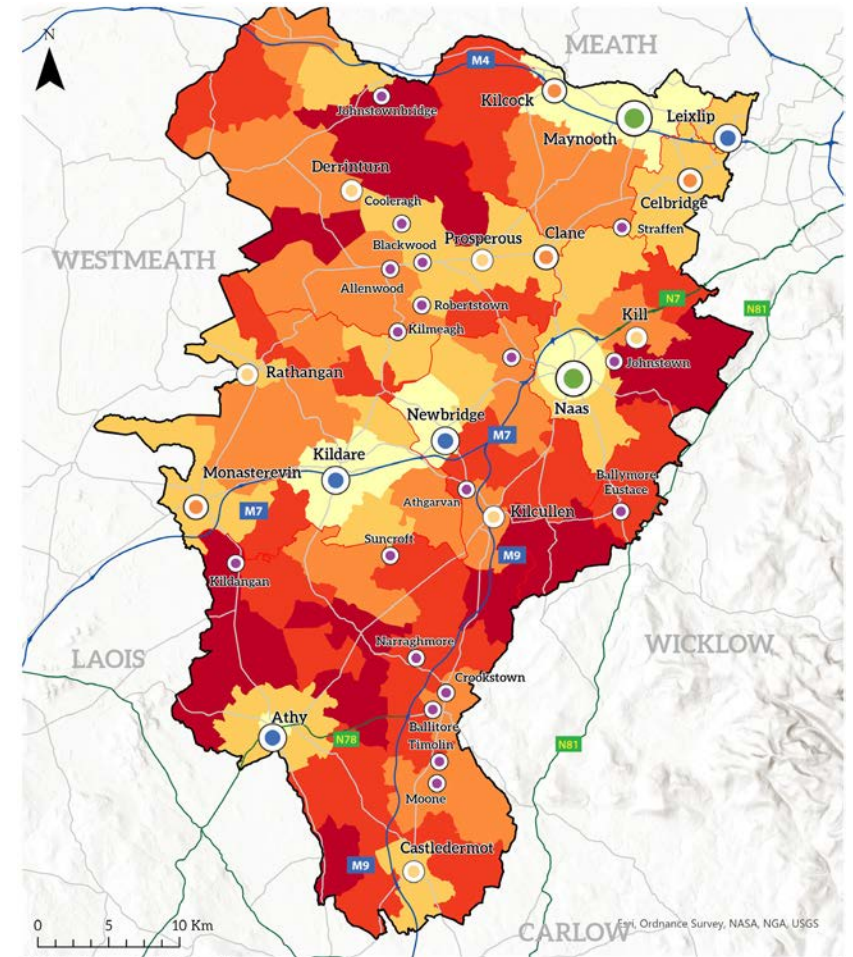 N
MEATH
M4
Kilcock
Johnstownbridge
Maynooth
Leixlip
Derrinturn
Celbridge
Cooleragh
Straffen
Clane
Prosperous
Blackwood
WESTMEATH
Allenwood
N7
N81
Robertstown
Kill
Kilmeagh
Johnstown
Rathangan
Naas
Newbridge
M7
Kildare
Monasterevin
Ballymore
Eustace
Athgarvan
M7
Kilcullen
Suncroft
M9
Kildangan
Narraghmore
WICKLOW
LAOIS
Crookstown
Athy
Ballitore
N78
Timolin
N81
Moone
Castledermot
M9
0 5 10 Km
Esri, Ordnance Survey, NASA, NGA, USGS
CARLOW